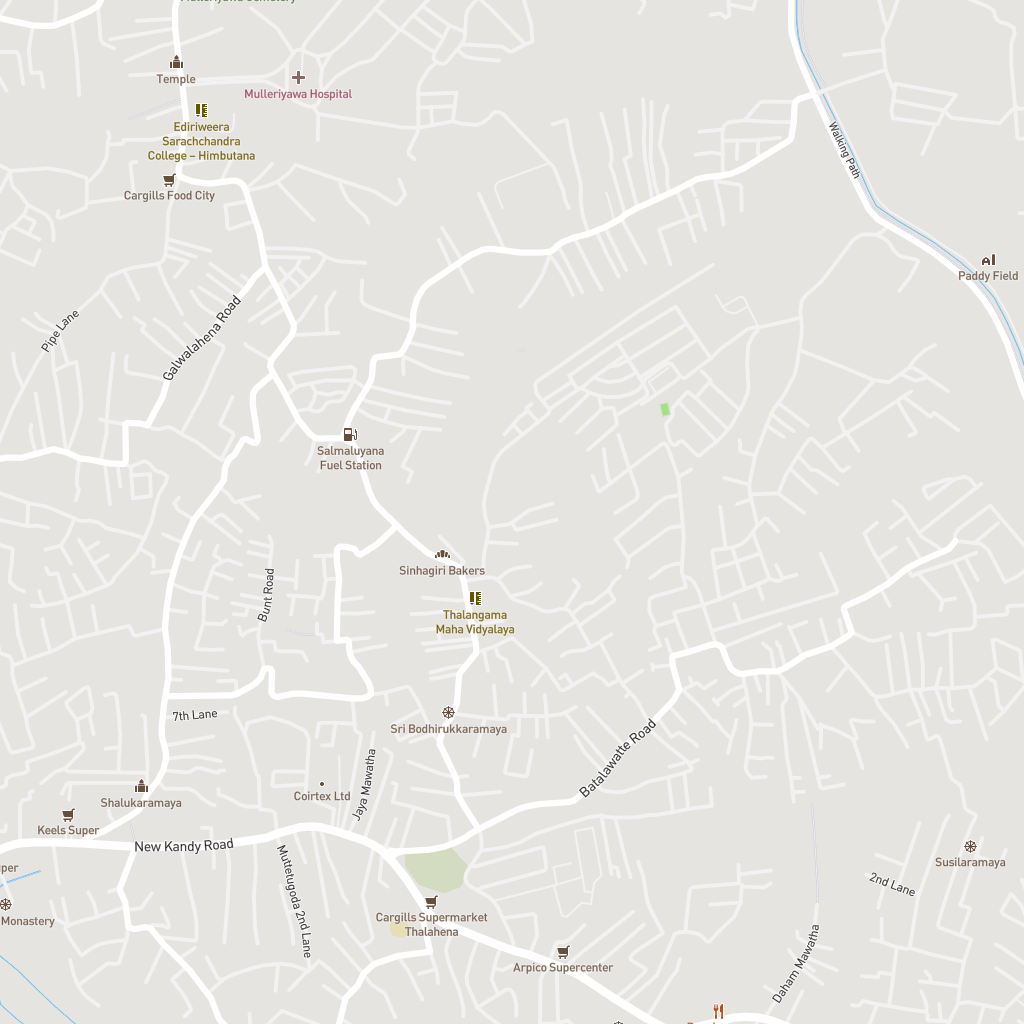 Mulleriyawa Cemetery
Temple
Mulleriyawa Hospital
Ediriweera
Sarachchandra
College – Himbutana
Walking Path
Cargills Food City
Paddy Field
Pipe Lane
Galwalahena Road
Salmaluyana
Fuel Station
Sinhagiri Bakers
Bunt Road
Thalangama
Maha Vidyalaya
7th Lane
Sri Bodhirukkaramaya
Batalawatte Road
Jaya Mawatha
Coirtex Ltd
Shalukaramaya
Keels Super
New Kandy Road
Muttetugoda 2nd Lane
Susilaramaya
2nd Lane
Monastery
Cargills Supermarket
Thalahena
Arpico Supercenter
Daham Mawatha